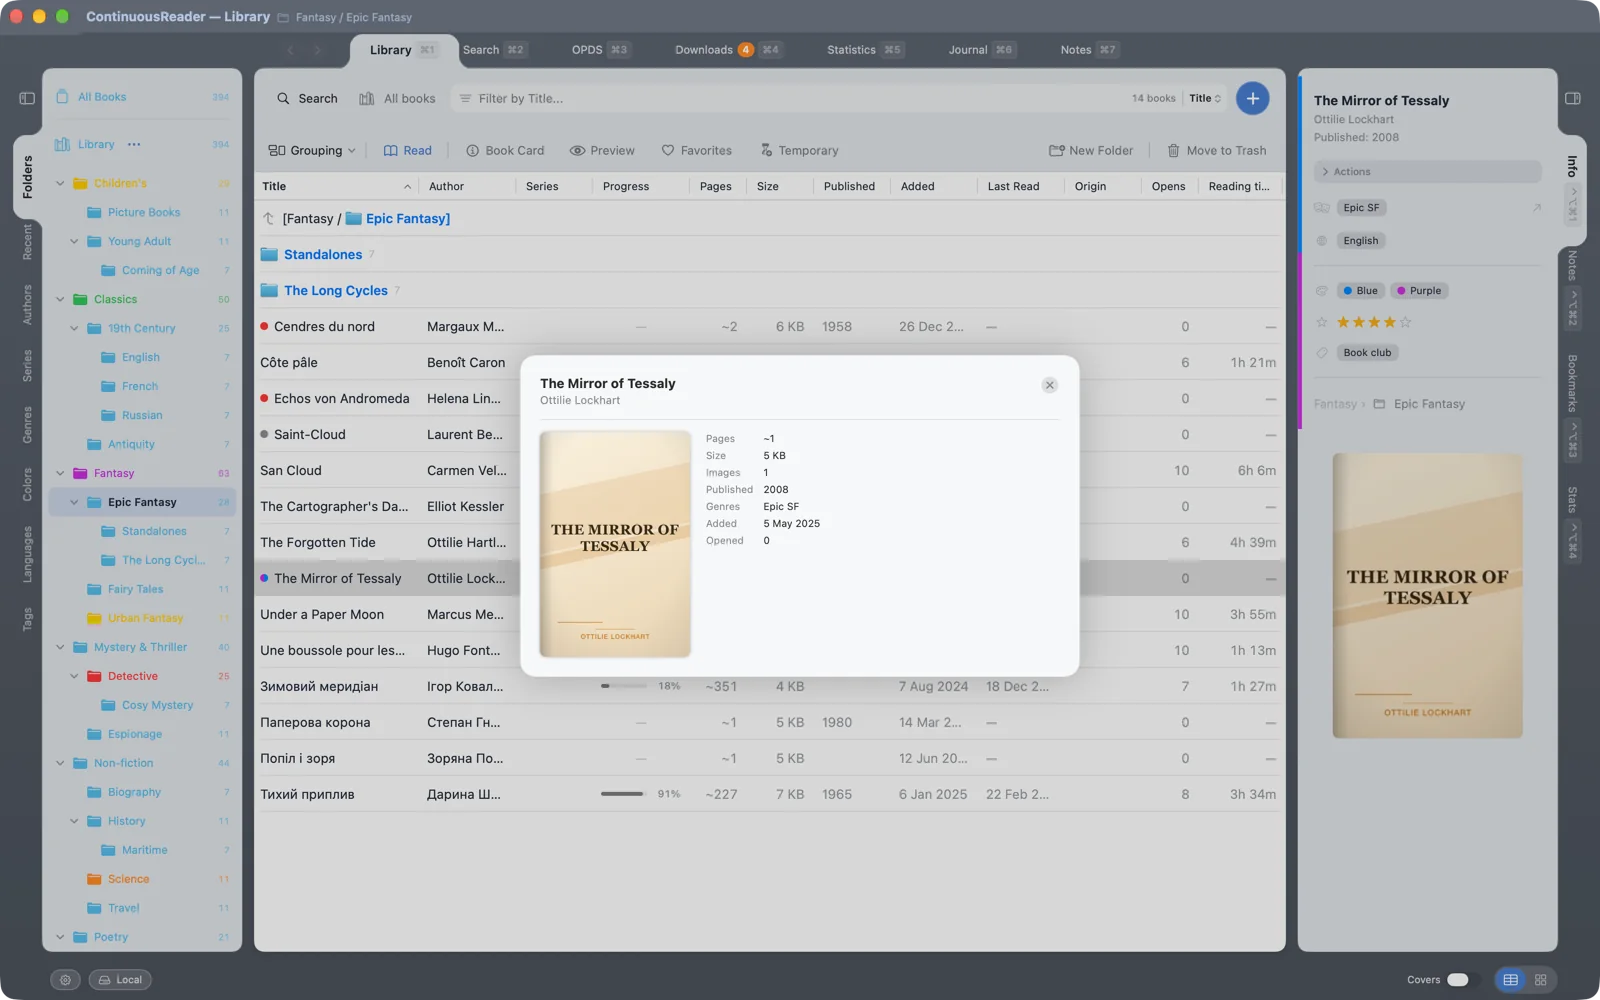 ContinuousReader — Library Fantasy / Epic Fantasy
Library ⌘1 Search ⌘2 OPDS ⌘3 Downloads 4 ⌘4 Statistics ⌘5 Journal ⌘6 Notes ⌘7
Folders
Recent
Authors
Series
Genres
Colors
Languages
Tags
All Books 394
Library ••• 394
Children's 29
Picture Books 11
Young Adult 11
Coming of Age 7
Classics 50
19th Century 25
English 7
French 7
Russian 7
Antiquity 7
Fantasy 63
Epic Fantasy 28
Standalones 7
The Long Cycl... 7
Fairy Tales 11
Urban Fantasy 11
Mystery & Thriller 40
Detective 25
Cosy Mystery 7
Espionage 11
Non-fiction 44
Biography 7
History 11
Maritime 7
Science 11
Travel 11
Poetry 21
Search All books Filter by Title... 14 books Title
Grouping Read Book Card Preview Favorites Temporary New Folder Move to Trash
Title Author Series Progress Pages Size Published Added Last Read Origin Opens Reading ti...
[Fantasy / Epic Fantasy]
Standalones 7
The Long Cycles 7
Cendres du nord Margaux M... — ~2 6 KB 1958 26 Dec 2... — 0 —
Côte pâle Benoît Caron 6 1h 21m
Echos von Andromeda Helena Lin... 0 —
Saint-Cloud Laurent Be... 0 —
San Cloud Carmen Vel... 10 6h 6m
The Cartographer's Da... Elliot Kessler 0 —
The Forgotten Tide Ottilie Hartl... 6 4h 39m
The Mirror of Tessaly Ottilie Lock... 0 —
Under a Paper Moon Marcus Me... 10 3h 55m
Une boussole pour les... Hugo Font... 10 1h 13m
Зимовий меридіан Ігор Ковал... 18% ~351 4 KB 7 Aug 2024 18 Dec 2... 7 1h 27m
Паперова корона Степан Гн... — ~1 5 KB 1980 14 Mar 2... — 0 —
Попіл і зоря Зоряна По... — ~1 5 KB 12 Jun 20... — 0 —
Тихий приплив Дарина Ш... 91% ~227 7 KB 1965 6 Jan 2025 22 Feb 2... 8 3h 34m
The Mirror of Tessaly
Ottilie Lockhart
THE MIRROR OF
TESSALY
OTTILIE LOCKHART
Pages ~1
Size 5 KB
Images 1
Published 2008
Genres Epic SF
Added 5 May 2025
Opened 0
The Mirror of Tessaly
Ottilie Lockhart
Published: 2008
Actions
Epic SF
English
Blue Purple
Book club
Fantasy › Epic Fantasy
THE MIRROR OF
TESSALY
OTTILIE LOCKHART
Info ^⌥⌘1
Notes ^⌥⌘2
Bookmarks ^⌥⌘3
Stats ^⌥⌘4
Local
Covers